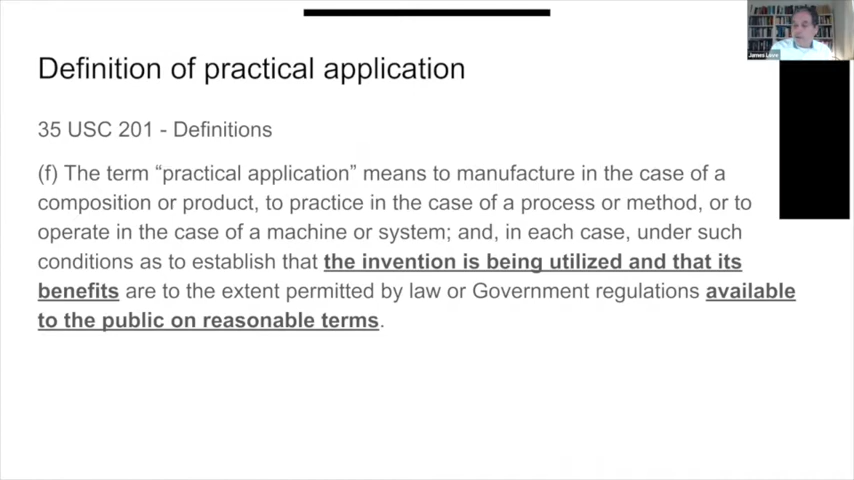 Definition of practical application
35 USC 201 - Definitions
(f) The term “practical application” means to manufacture in the case of a
composition or product, to practice in the case of a process or method, or to
operate in the case of a machine or system; and, in each case, under such
conditions as to establish that the invention is being utilized and that its
benefits are to the extent permitted by law or Government regulations available
to the public on reasonable terms.
James Love